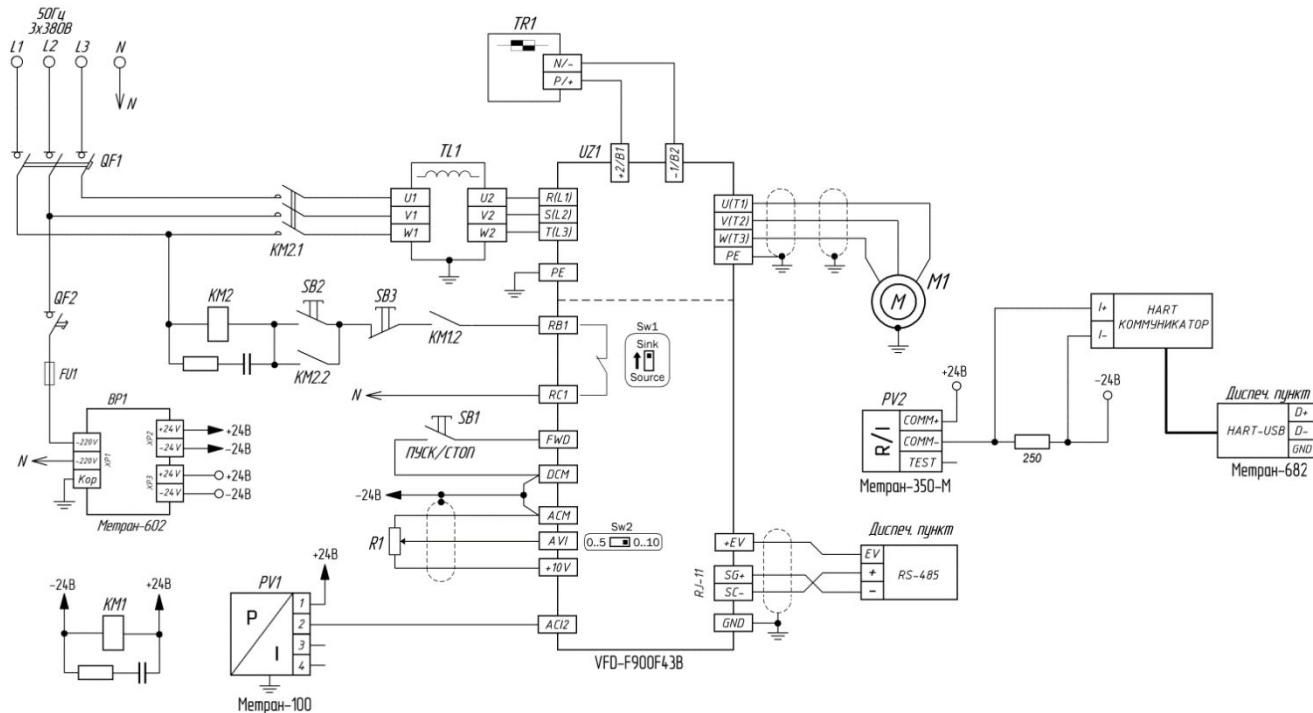 50Гц
3x380В
L1
L2
L3
N
N
QF1
QF2
FU1
KM2.1
TL1
U1
V1
W1
U2
V2
W2
TR1
N/-
P/+
UZ1
+2/B1
-1/B2
R(L1)
S(L2)
T(L3)
PE
U(T1)
V(T2)
W(T3)
PE
M
M1
KM2
SB2
SB3
KM1.2
KM2.2
RB1
RC1
N
Sw1
Sink
Source
SB1
ПУСК/СТОП
FWD
DCM
-24В
ACM
AVI
+10V
R1
Sw2
0..5
0..10
ACI2
VFD-F900F43B
+EV
SG+
SC-
GND
RJ-11
Диспеч. пункт
EV
+
-
RS-485
BP1
~220V
~220V
Кор
XP1
+24V
-24V
XP2
+24V
-24V
XP3
+24В
-24В
+24В
-24В
N
Метран-602
-24В
KM1
+24В
PV1
+24В
P
I
1
2
3
4
Метран-100
PV2
R/I
COMM+
COMM-
TEST
+24В
-24В
250
Метран-350-М
I+
I-
HART
КОММУНИКАТОР
Диспеч. пункт
HART-USB
D+
D-
GND
Метран-682